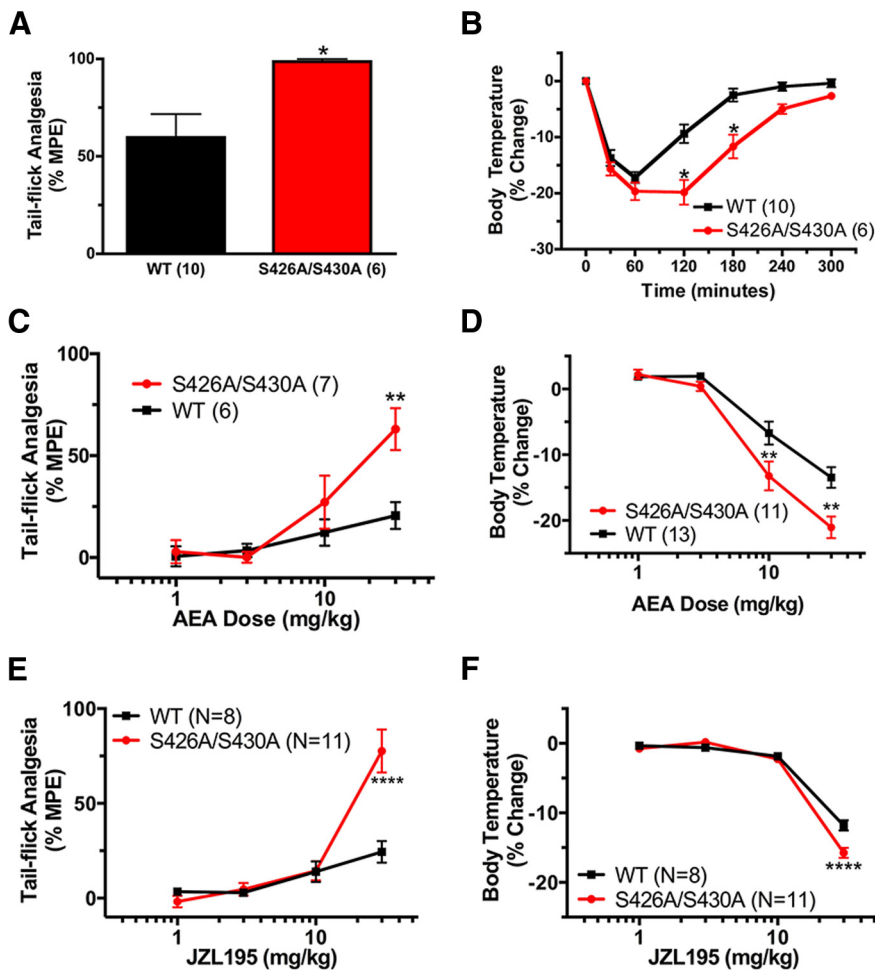 A
Tail-flick Analgesia
(% MPE)
100
50
0
*
WT (10)
S426A/S430A (6)
B
Body Temperature
(% Change)
0
-10
-20
-30
*
*
WT (10)
S426A/S430A (6)
0 60 120 180 240 300
Time (minutes)
C
Tail-flick Analgesia
(% MPE)
100
50
0
S426A/S430A (7)
WT (6)
**
1 10
AEA Dose (mg/kg)
D
Body Temperature
(% Change)
0
-10
-20
**
**
S426A/S430A (11)
WT (13)
1 10
AEA Dose (mg/kg)
E
Tail-flick Analgesia
(% MPE)
100
50
0
WT (N=8)
S426A/S430A (N=11)
****
1 10
JZL195 (mg/kg)
F
Body Temperature
(% Change)
0
-10
-20
WT (N=8)
S426A/S430A (N=11)
****
1 10
JZL195 (mg/kg)